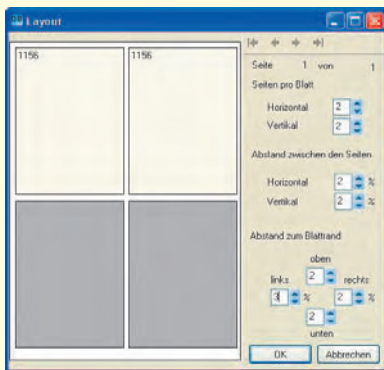 Layout
1156
1156
Seite 1 von 1
Seiten pro Blatt
Horizontal 2
Vertikal 2
Abstand zwischen den Seiten
Horizontal 2 %
Vertikal 2 %
Abstand zum Blattrand
oben
links 2 rechts
3 % 2 %
2
unten
OK Abbrechen